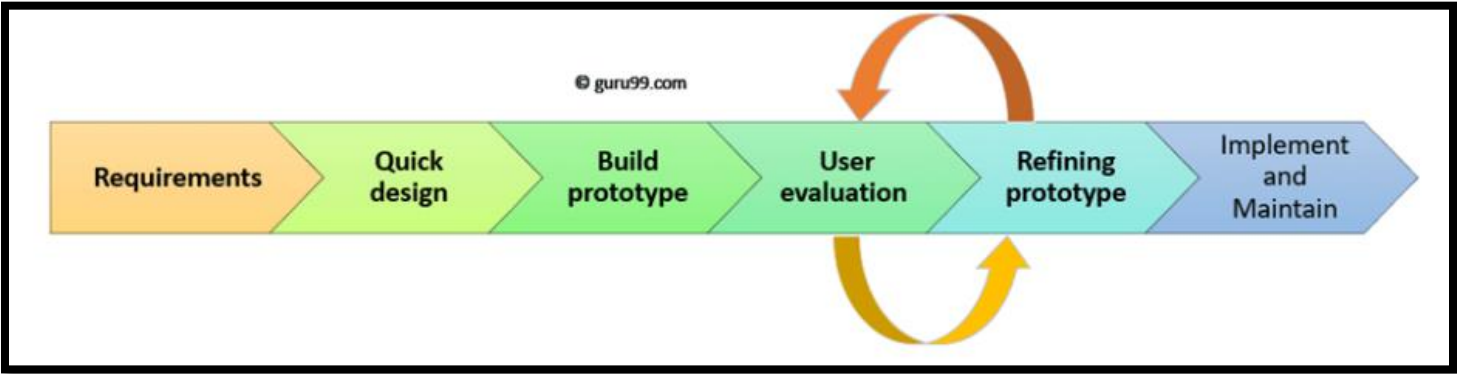 © guru99.com
Requirements
Quick
design
Build
prototype
User
evaluation
Refining
prototype
Implement
and
Maintain